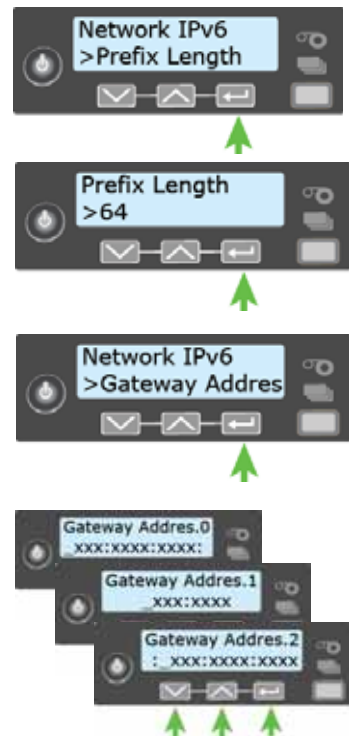 Network IPv6
>Prefix Length
Prefix Length
>64
Network IPv6
>Gateway Addres
Gateway Addres.0
_xxx:xxxx:xxxx:
Gateway Addres.1
_xxx:xxxx
Gateway Addres.2
:_xxx:xxxx:xxxx